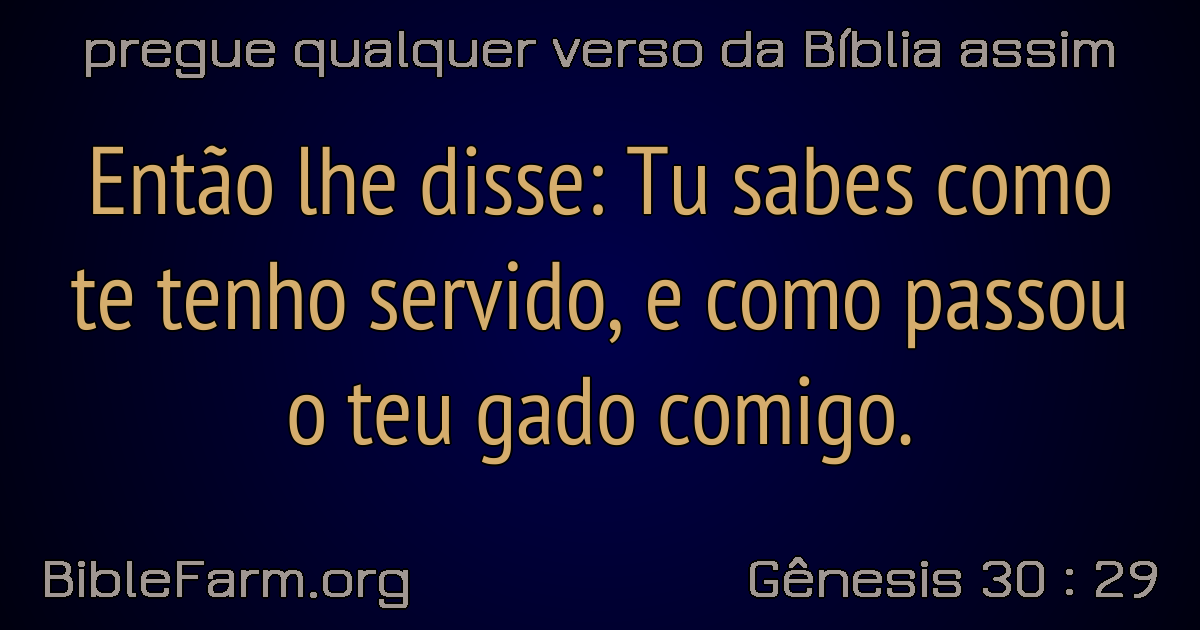 pregue qualquer verso da Bíblia assim
Então lhe disse: Tu sabes como
te tenho servido, e como passou
o teu gado comigo.
BibleFarm.org
Gênesis 30 : 29